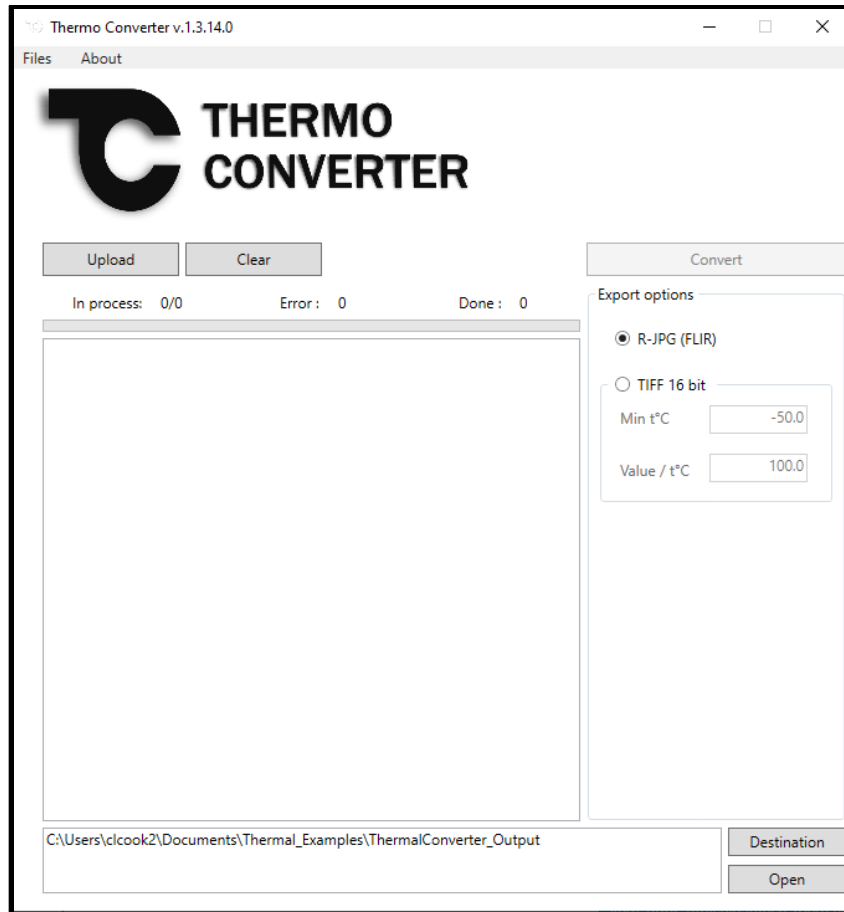 TC Thermo Converter v.1.3.14.0
Files About
TC THERMO
CONVERTER
Upload Clear Convert
In process: 0/0 Error : 0 Done : 0
Export options
R-JPG (FLIR)
TIFF 16 bit
Min t°C -50.0
Value / t°C 100.0
C:\Users\clcook2\Documents\Thermal_Examples\ThermalConverter_Output
Destination
Open